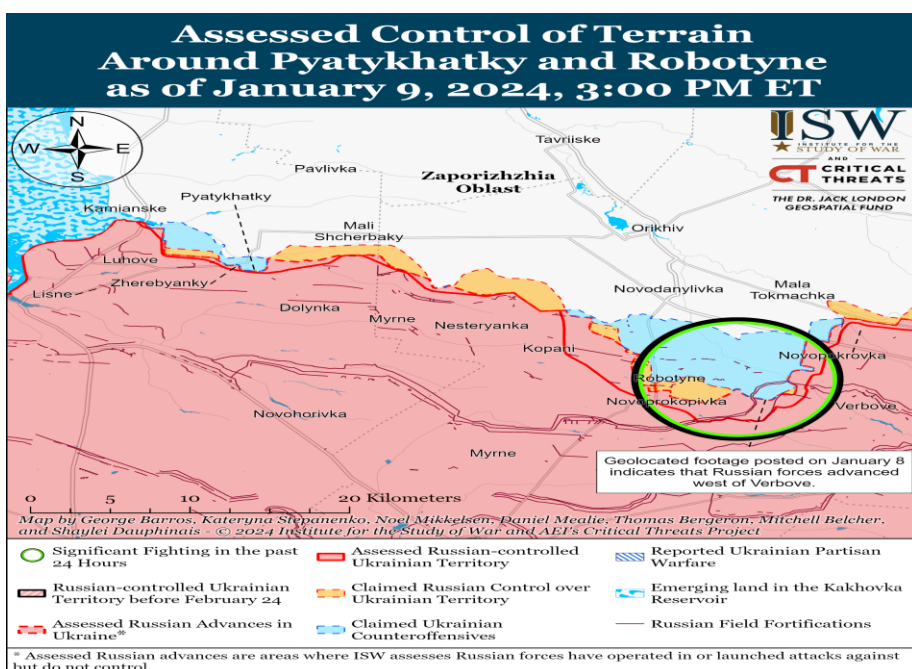 Assessed Control of Terrain
Around Pyatykhatky and Robotyne
as of January 9, 2024, 3:00 PM ET
N
W
E
S
ISW
INSTITUTE FOR THE
STUDY OF WAR
AND
CT CRITICAL
THREATS
THE DR. JACK LONDON
GEOSPATIAL FUND
Tavriiske
Pavlivka
Zaporizhzhia
Oblast
Pyatykhatky
Kamianske
Mali
Shcherbaky
Orikhiv
Luhove
Zherebyanky
Lisne
Novodanylivka
Mala
Tokmachka
Dolynka
Myrne
Nesteryanka
Kopani
Novopokrovka
Robotyne
Novoprokopivka
Verbove
Novohorivka
Myrne
Geolocated footage posted on January 8
indicates that Russian forces advanced
west of Verbove.
0 5 10 20 Kilometers
Map by George Barros, Kateryna Stepanenko, Noel Mikkelsen, Daniel Mealie, Thomas Bergeron, Mitchell Belcher,
and Shaylei Dauphinais - © 2024 Institute for the Study of War and AEI's Critical Threats Project
Significant Fighting in the past
24 Hours
Assessed Russian-controlled
Ukrainian Territory
Reported Ukrainian Partisan
Warfare
Russian-controlled Ukrainian
Territory before February 24
Claimed Russian Control over
Ukrainian Territory
Emerging land in the Kakhovka
Reservoir
Assessed Russian Advances in
Ukraine*
Claimed Ukrainian
Counteroffensives
Russian Field Fortifications
* Assessed Russian advances are areas where ISW assesses Russian forces have operated in or launched attacks against
but do not control.